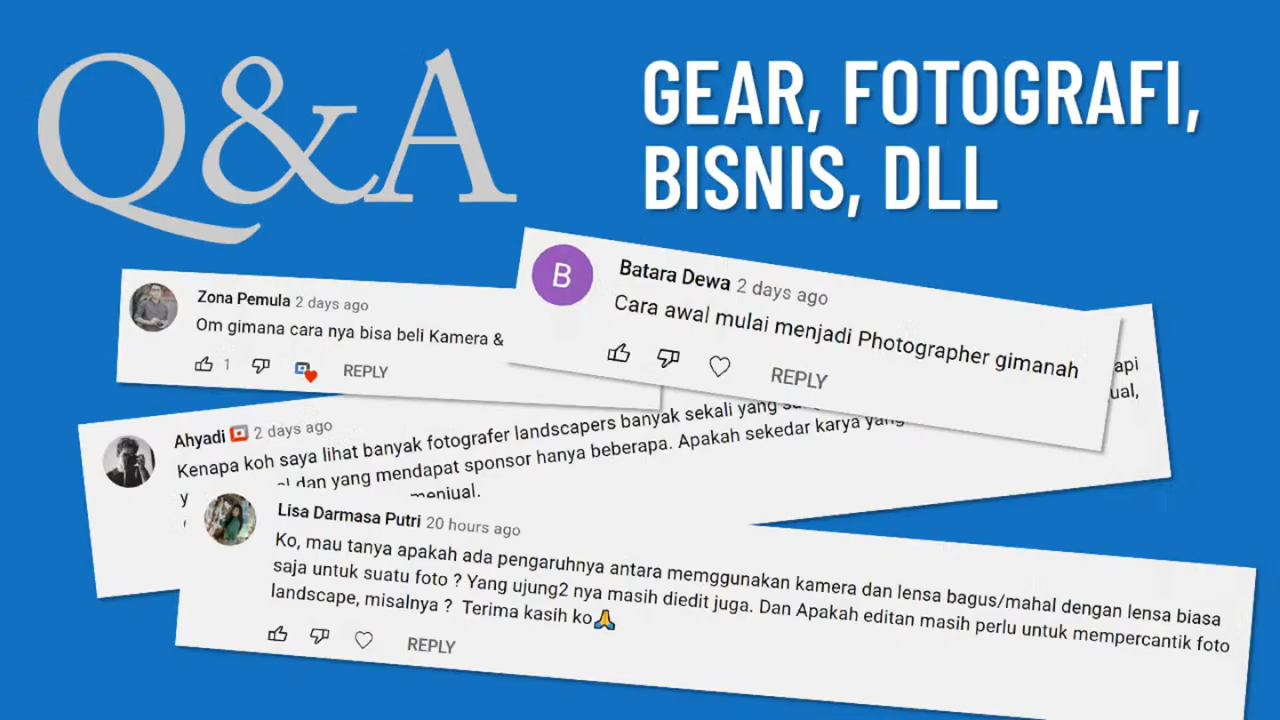 Q&A
GEAR, FOTOGRAFI,
BISNIS, DLL
Zona Pemula 2 days ago
Om gimana cara nya bisa beli Kamera &
1 REPLY
B
Batara Dewa 2 days ago
Cara awal mulai menjadi Photographer gimanah
REPLY
Ahyadi 2 days ago
Kenapa koh saya lihat banyak fotografer landscapers banyak sekali yang
dan yang mendapat sponsor hanya beberapa. Apakah sekedar karya yang
menjual.
Lisa Darmasa Putri 20 hours ago
Ko, mau tanya apakah ada pengaruhnya antara memggunakan kamera dan lensa bagus/mahal dengan lensa biasa
saja untuk suatu foto ? Yang ujung2 nya masih diedit juga. Dan Apakah editan masih perlu untuk mempercantik foto
landscape, misalnya ? Terima kasih ko🙏
REPLY